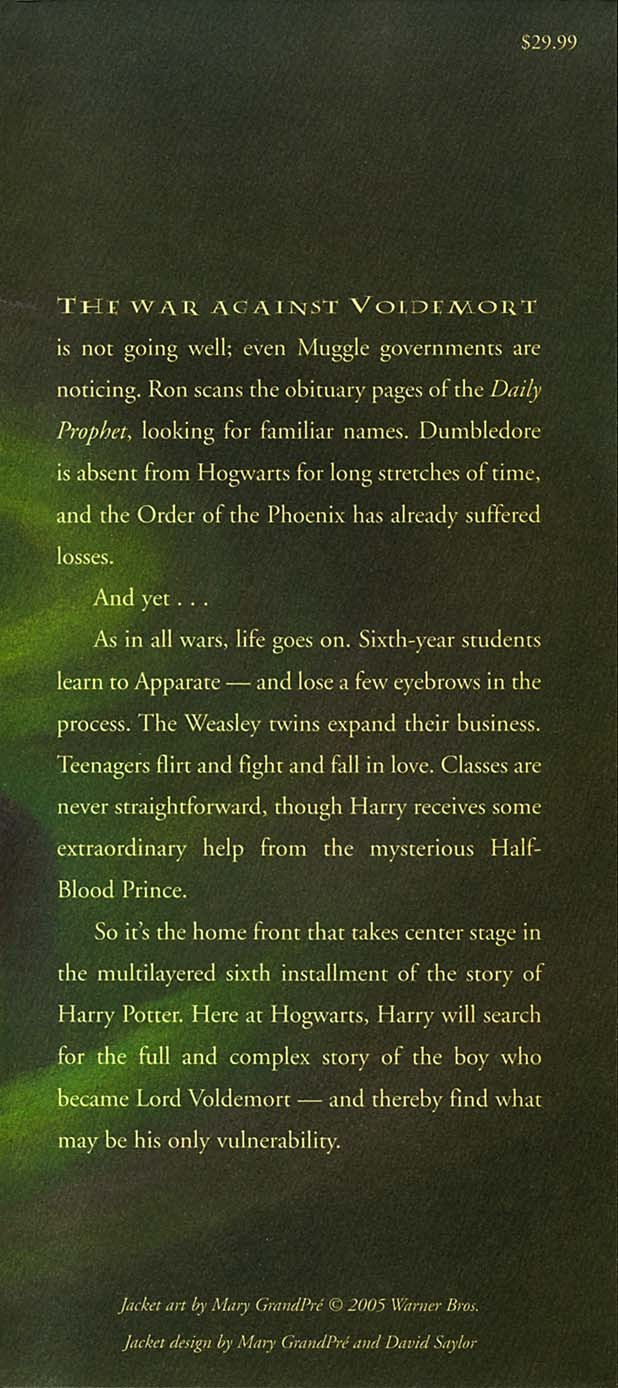 $29.99
THE WAR AGAINST VOLDEMORT
is not going well; even Muggle governments are
noticing. Ron scans the obituary pages of the Daily
Prophet, looking for familiar names. Dumbledore
is absent from Hogwarts for long stretches of time,
and the Order of the Phoenix has already suffered
losses.
And yet . . .
As in all wars, life goes on. Sixth-year students
learn to Apparate — and lose a few eyebrows in the
process. The Weasley twins expand their business.
Teenagers flirt and fight and fall in love. Classes are
never straightforward, though Harry receives some
extraordinary help from the mysterious Half-
Blood Prince.
So it’s the home front that takes center stage in
the multilayered sixth installment of the story of
Harry Potter. Here at Hogwarts, Harry will search
for the full and complex story of the boy who
became Lord Voldemort — and thereby find what
may be his only vulnerability.
Jacket art by Mary GrandPré © 2005 Warner Bros.
Jacket design by Mary GrandPré and David Saylor